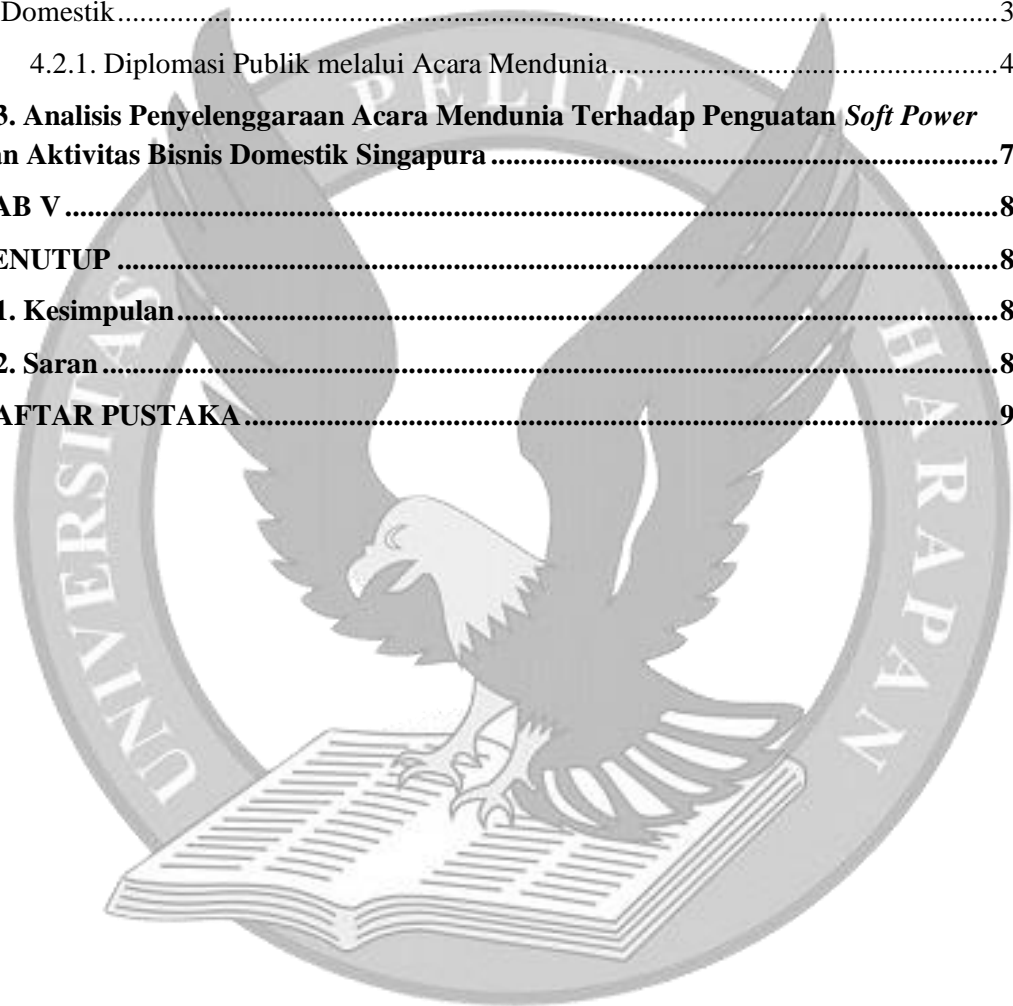 Domestik...........................................................................................................3
4.2.1. Diplomasi Publik melalui Acara Mendunia................................................4
3. Analisis Penyelenggaraan Acara Mendunia Terhadap Penguatan Soft Power
an Aktivitas Bisnis Domestik Singapura................................................................7
AB V.......................................................................................................................8
ENUTUP................................................................................................................8
1. Kesimpulan.........................................................................................................8
2. Saran...................................................................................................................8
AFTAR PUSTAKA...............................................................................................9
UNIVERSITAS PELITA HARAPAN